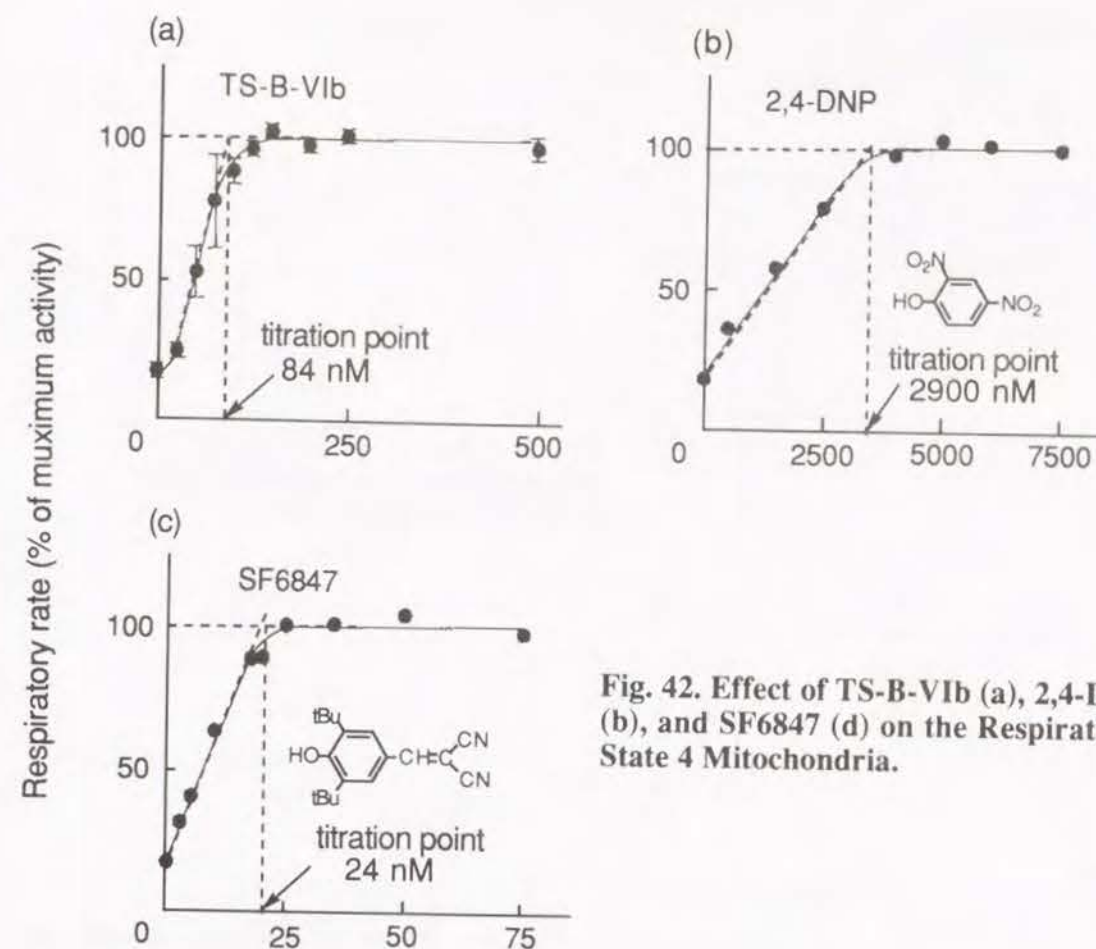 (a)
TS-B-VIb
100
50
titration point
84 nM
0
250
500
(b)
2,4-DNP
100
50
O₂N
HO
NO₂
titration point
2900 nM
0
2500
5000
7500
Respiratory rate (% of muximum activity)
(c)
SF6847
100
50
tBu
HO
CH
CN
CN
tBu
titration point
24 nM
0
25
50
75
Fig. 42. Effect of TS-B-VIb (a),
(b), and SF6847 (d) on the
State 4 Mitochondria.